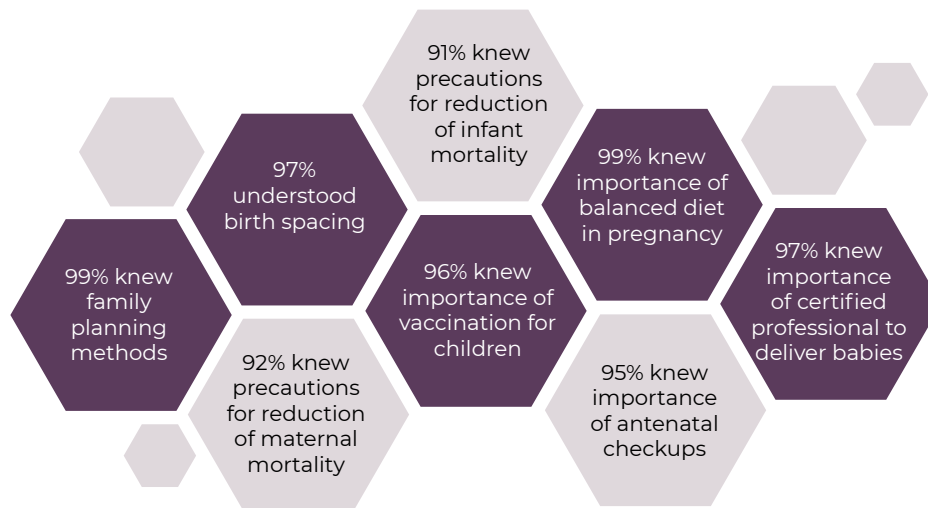 91% knew
precautions
for reduction
of infant
mortality
97%
understood
birth spacing
99% knew
importance of
balanced diet
in pregnancy
99% knew
family
planning
methods
96% knew
importance of
vaccination for
children
97% knew
importance
of certified
professional to
deliver babies
92% knew
precautions
for reduction
of maternal
mortality
95% knew
importance
of antenatal
checkups